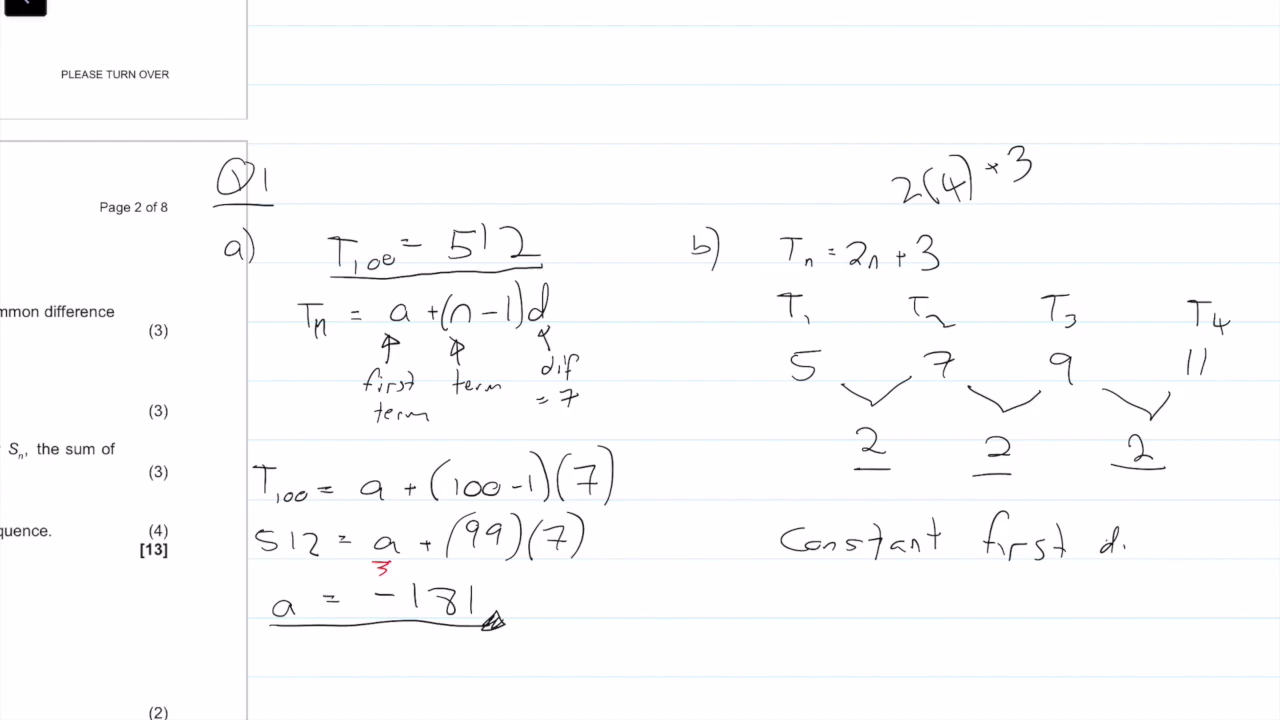 PLEASE TURN OVER
Page 2 of 8
mmon difference
(3)
(3)
Sn, the sum of
(3)
quence.
(4)
[13]
(2)
Q1
a)
T100 = 512
Tn = a + (n - 1)d
first term
term
dif = 7
T100 = a + (100 - 1)(7)
512 = a + (99)(7)
3
a = -181
2(4) + 3
b)
Tn = 2n + 3
T1 T2 T3 T4
5 7 9 11
2 2 2
Constant first d.